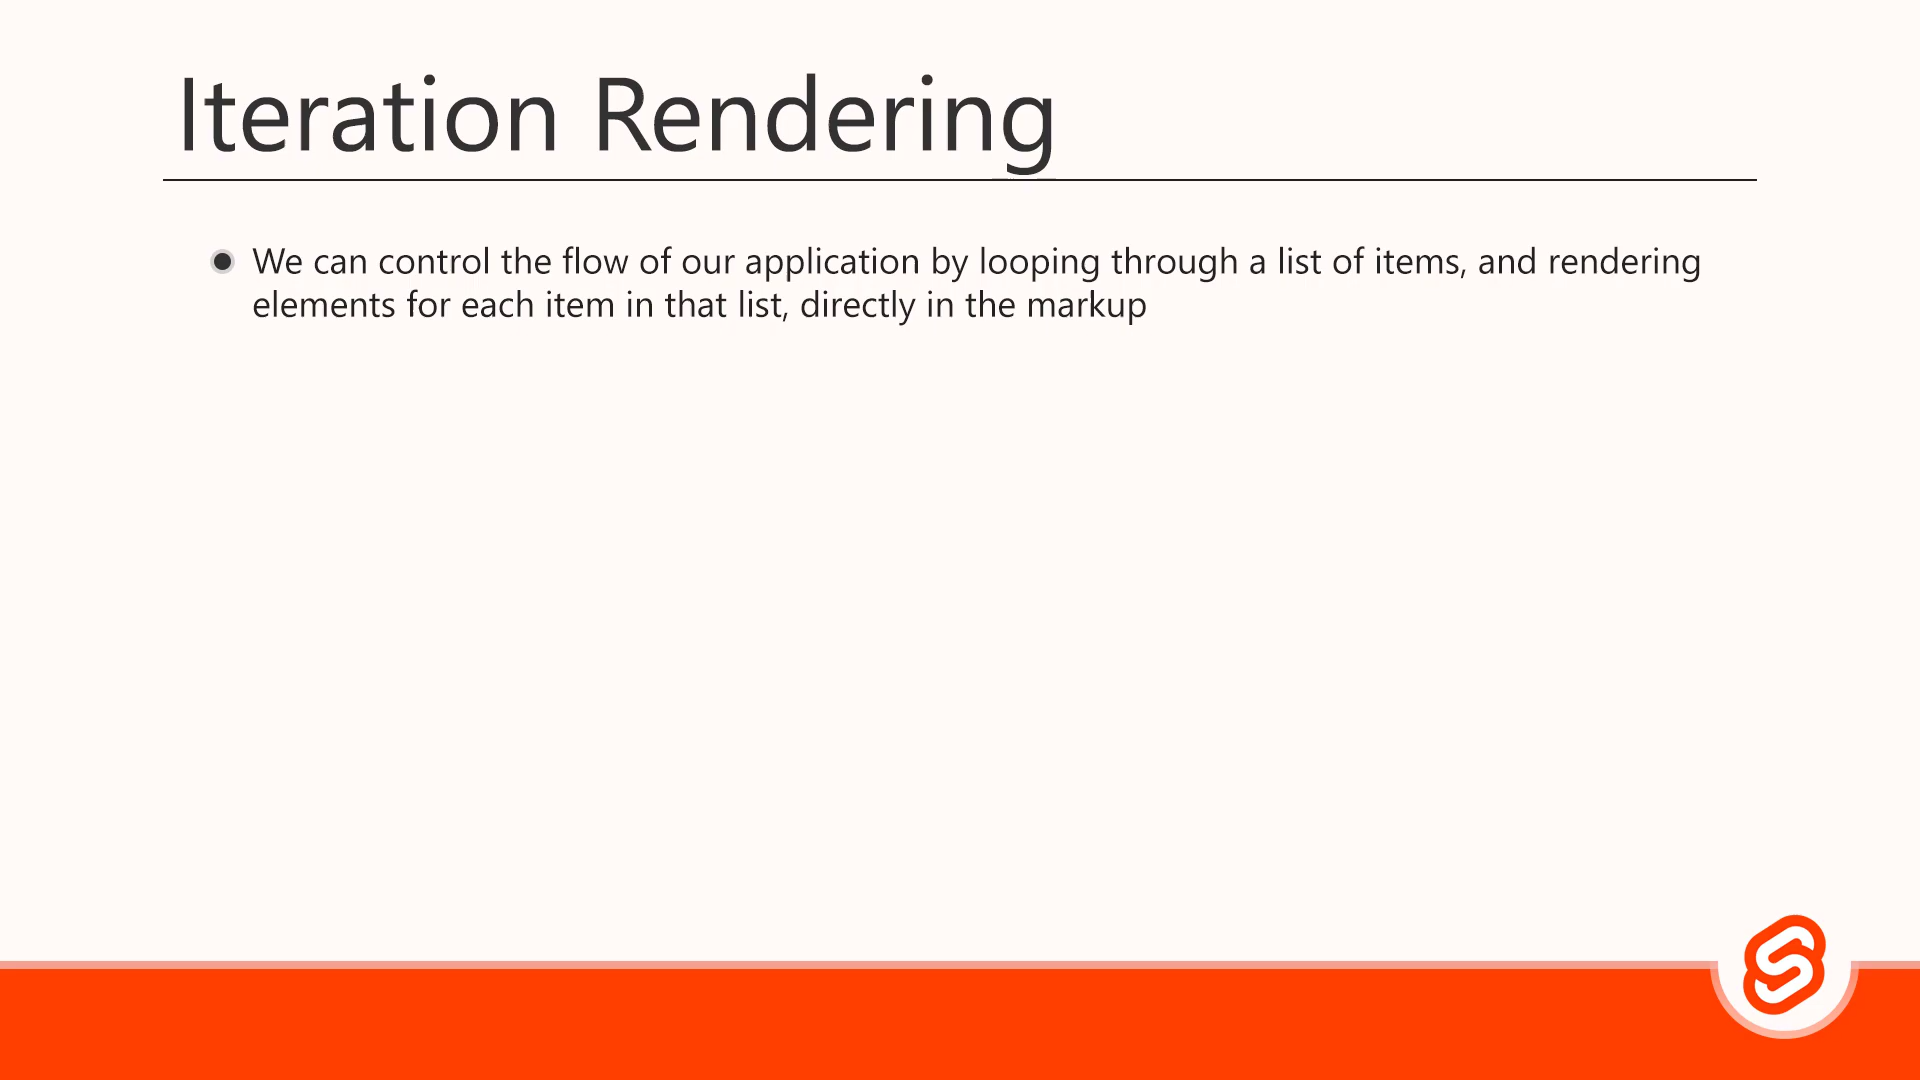 Iteration Rendering
We can control the flow of our application by looping through a list of items, and rendering
elements for each item in that list, directly in the markup